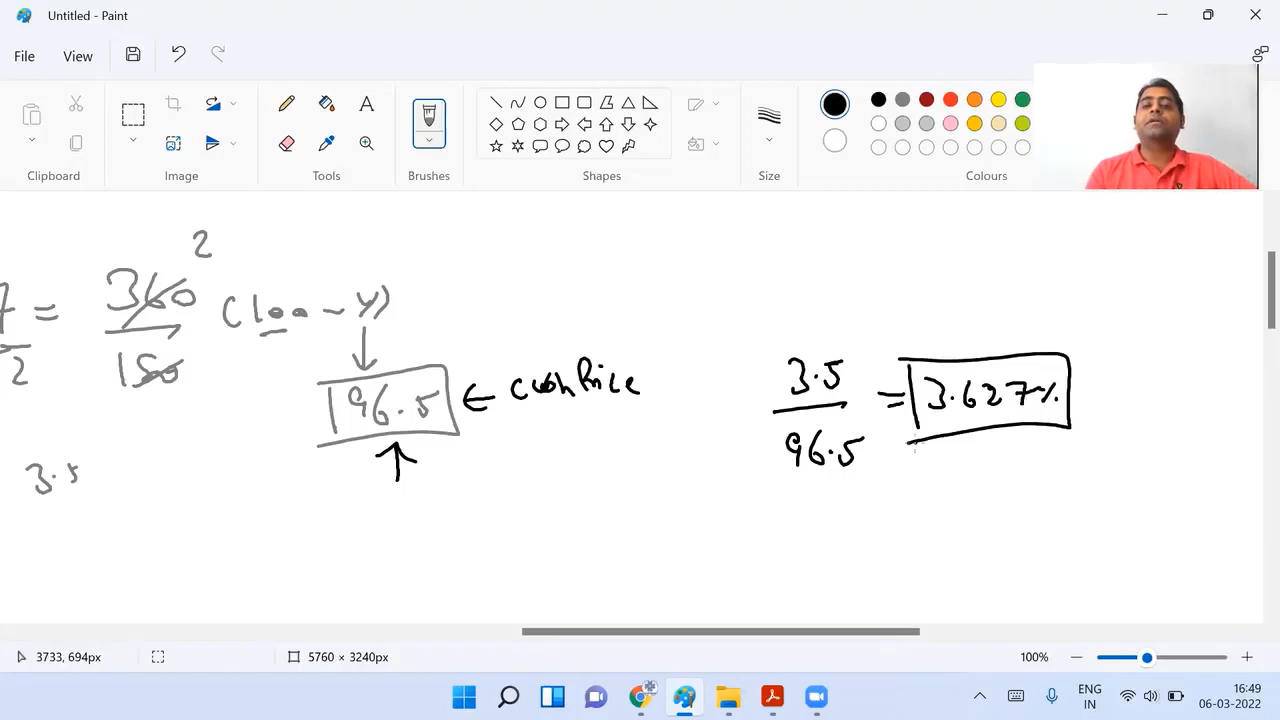 Untitled - Paint
File View
Clipboard Image Tools Brushes Shapes Size Colours
2
7/2 = 360/180 (100 - Y)
96.5 ← cash Price
3.5/96.5 = 3.627%
3.5
3733, 694px 5760 × 3240px 100%
ENG 16:49
IN 06-03-2022